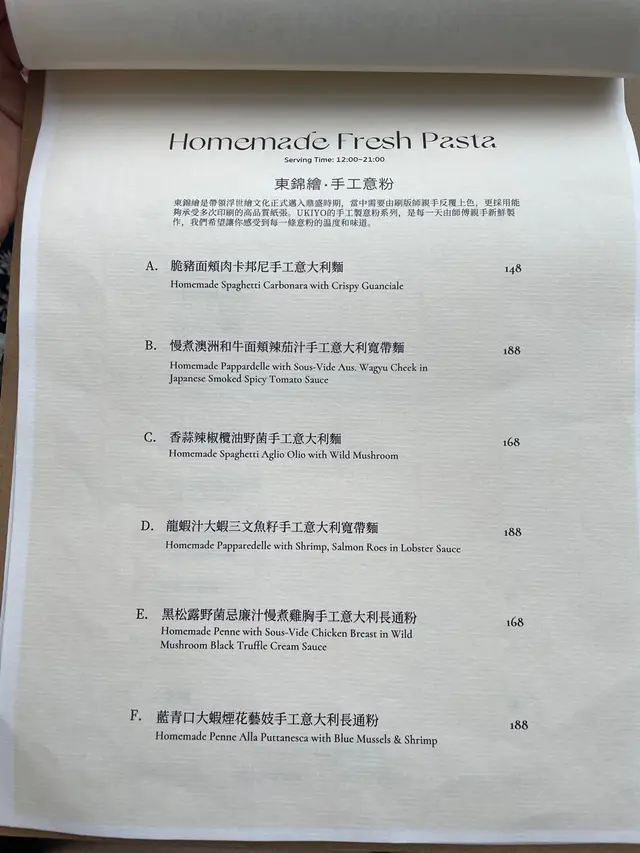 Homemade Fresh Pasta
Serving Time: 12:00~21:00
東錦繪·手工意粉
東錦繪是帶領浮世繪文化正式邁入鼎盛時期，當中需要由刷版師親手反覆上色，更採用能
夠承受多次印刷的高品質紙張。UKIYO的手工製意粉系列，是每一天由師傅親手新鮮製
作，我們希望讓你感受到每一條意粉的溫度和味道。
A. 脆豬面頰肉卡邦尼手工意大利麵 148
Homemade Spaghetti Carbonara with Crispy Guanciale
B. 慢煮澳洲和牛面頰辣茄汁手工意大利寬帶麵 188
Homemade Pappardelle with Sous-Vide Aus. Wagyu Cheek in
Japanese Smoked Spicy Tomato Sauce
C. 香蒜辣椒欖油野菌手工意大利麵 168
Homemade Spaghetti Aglio Olio with Wild Mushroom
D. 龍蝦汁大蝦三文魚籽手工意大利寬帶麵 188
Homemade Papparedelle with Shrimp, Salmon Roes in Lobster Sauce
E. 黑松露野菌忌廉汁慢煮雞胸手工意大利長通粉 168
Homemade Penne with Sous-Vide Chicken Breast in Wild
Mushroom Black Truffle Cream Sauce
F. 藍青口大蝦煙花藝妓手工意大利長通粉 188
Homemade Penne Alla Puttanesca with Blue Mussels & Shrimp